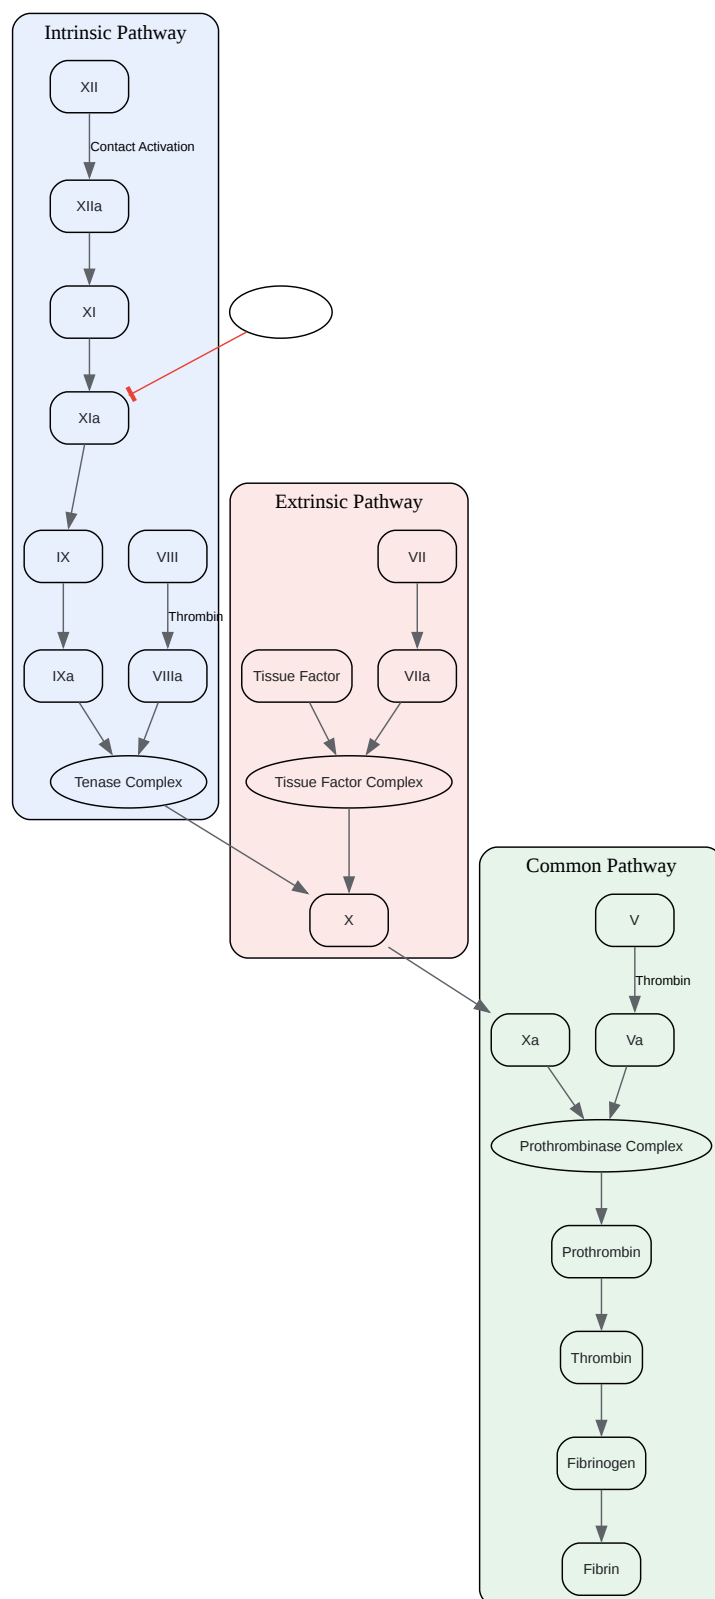 Intrinsic Pathway
XII
Contact Activation
XIIa
XI
XIa
IX
VIII
Thrombin
IXa
VIIIa
Tenase Complex
Extrinsic Pathway
VII
Tissue Factor
VIIa
Tissue Factor Complex
X
Common Pathway
V
Thrombin
Xa
Va
Prothrombinase Complex
Prothrombin
Thrombin
Fibrinogen
Fibrin